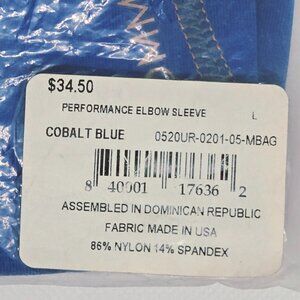 $34.50
PERFORMANCE ELBOW SLEEVE L
COBALT BLUE 0520UR-0201-05-MBAG
8 40001 17636 2
ASSEMBLED IN DOMINICAN REPUBLIC
FABRIC MADE IN USA
86% NYLON 14% SPANDEX